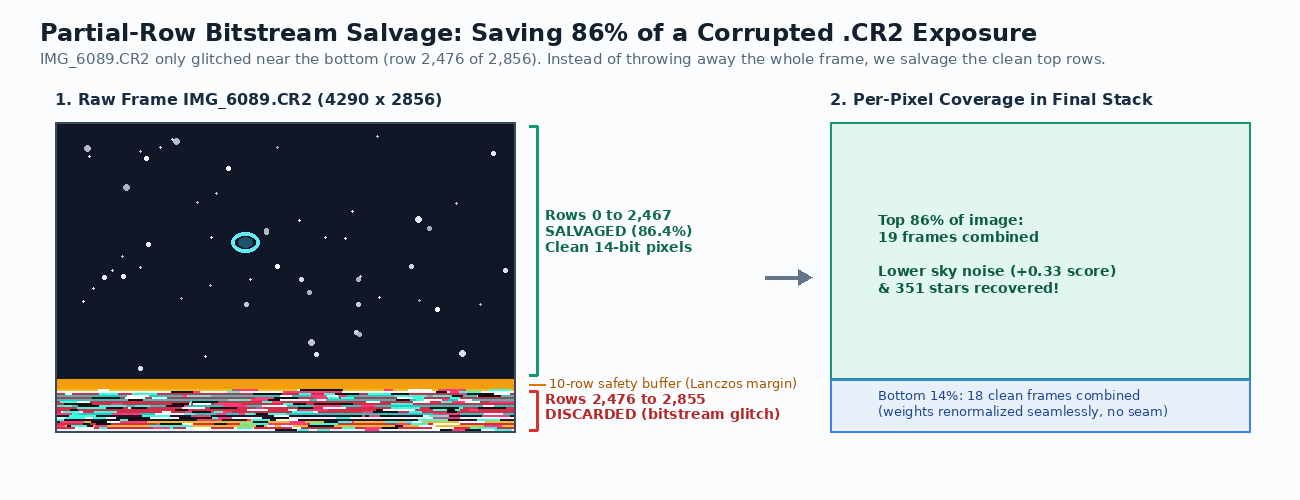 Partial-Row Bitstream Salvage: Saving 86% of a Corrupted .CR2 Exposure
IMG_6089.CR2 only glitched near the bottom (row 2,476 of 2,856). Instead of throwing away the whole frame, we salvage the clean top rows.
1. Raw Frame IMG_6089.CR2 (4290 x 2856)
Rows 0 to 2,467
SALVAGED (86.4%)
Clean 14-bit pixels
10-row safety buffer (Lanczos margin)
Rows 2,476 to 2,855
DISCARDED (bitstream glitch)
2. Per-Pixel Coverage in Final Stack
Top 86% of image:
19 frames combined
Lower sky noise (+0.33 score)
& 351 stars recovered!
Bottom 14%: 18 clean frames combined
(weights renormalized seamlessly, no seam)